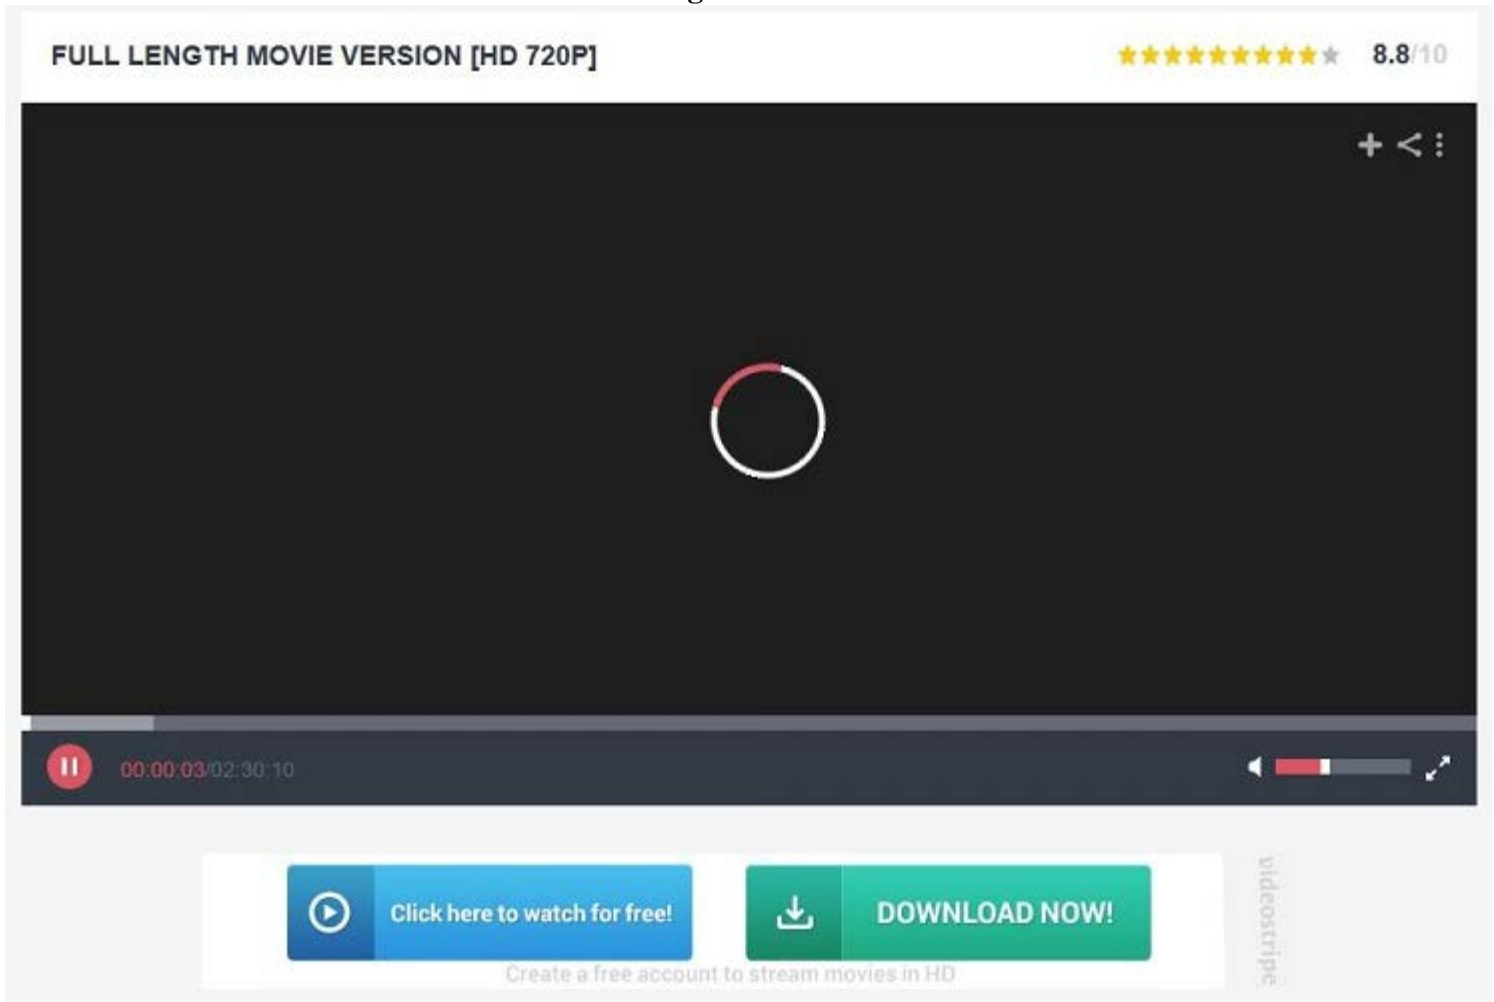 FULL LENGTH MOVIE VERSION [HD 720P]
8.8/10
00:00:03/02:30:10
Click here to watch for free!
DOWNLOAD NOW!
Create a free account to stream movies in HD
videostripe